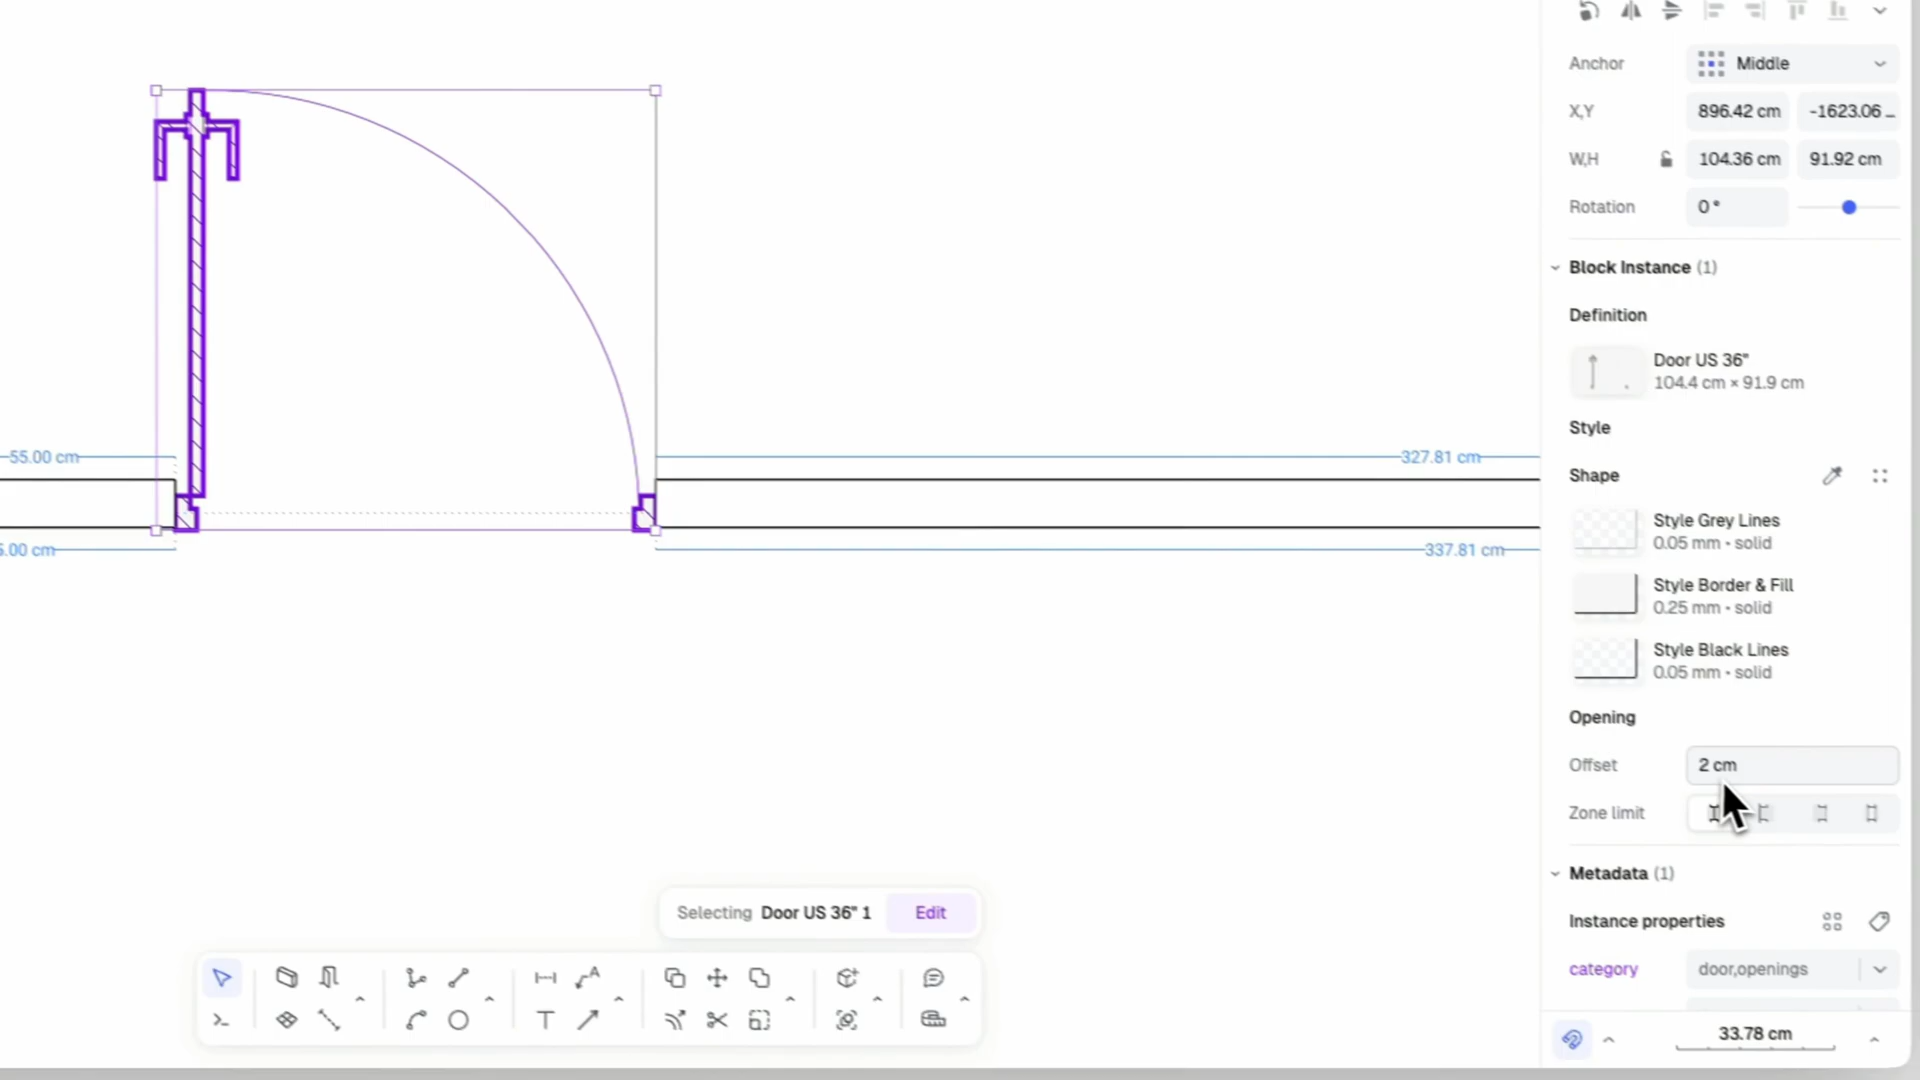 Anchor
Middle
X,Y
896.42 cm
-1623.06
W,H
104.36 cm
91.92 cm
Rotation
0 °
Block Instance (1)
Definition
Door US 36"
104.4 cm × 91.9 cm
Style
Shape
Style Grey Lines
0.05 mm • solid
Style Border & Fill
0.25 mm • solid
Style Black Lines
0.05 mm • solid
Opening
Offset
2 cm
Zone limit
Metadata (1)
Instance properties
category
door,openings
33.78 cm
55.00 cm
5.00 cm
327.81 cm
337.81 cm
Selecting Door US 36" 1
Edit